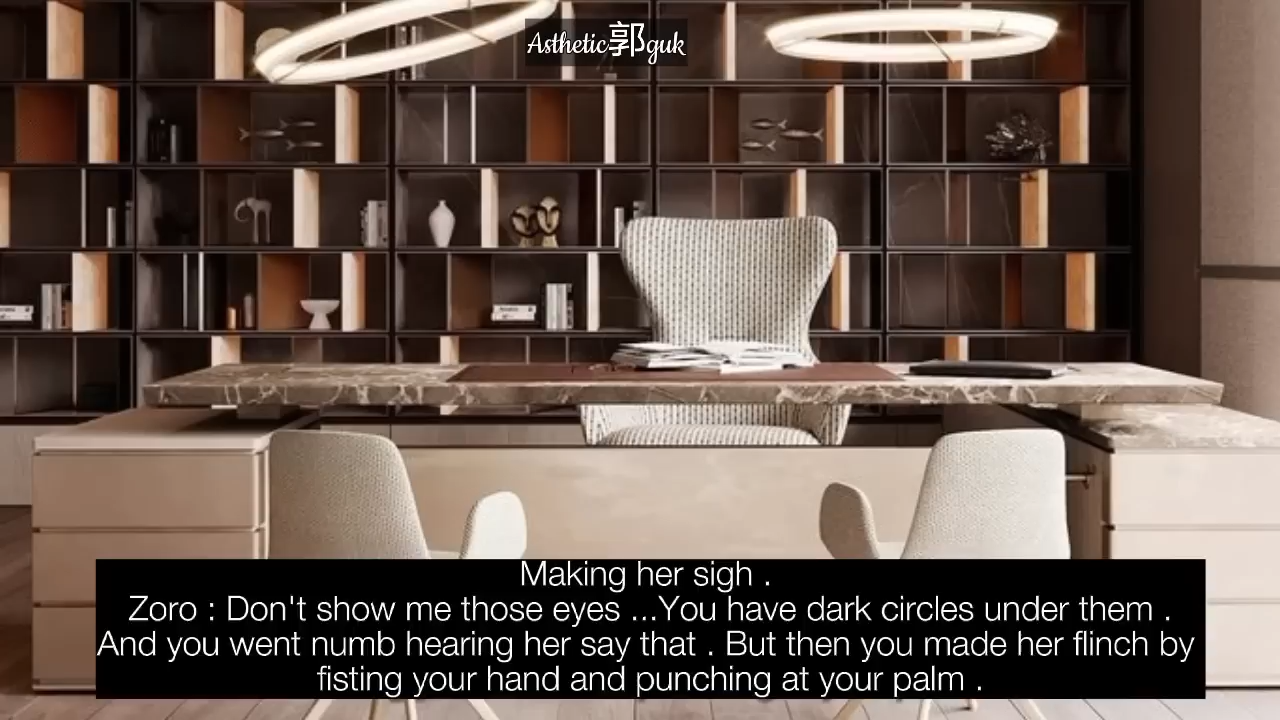 Asthetic郭guk
Making her sigh .
Zoro : Don't show me those eyes ...You have dark circles under them .
And you went numb hearing her say that . But then you made her flinch by
fisting your hand and punching at your palm .